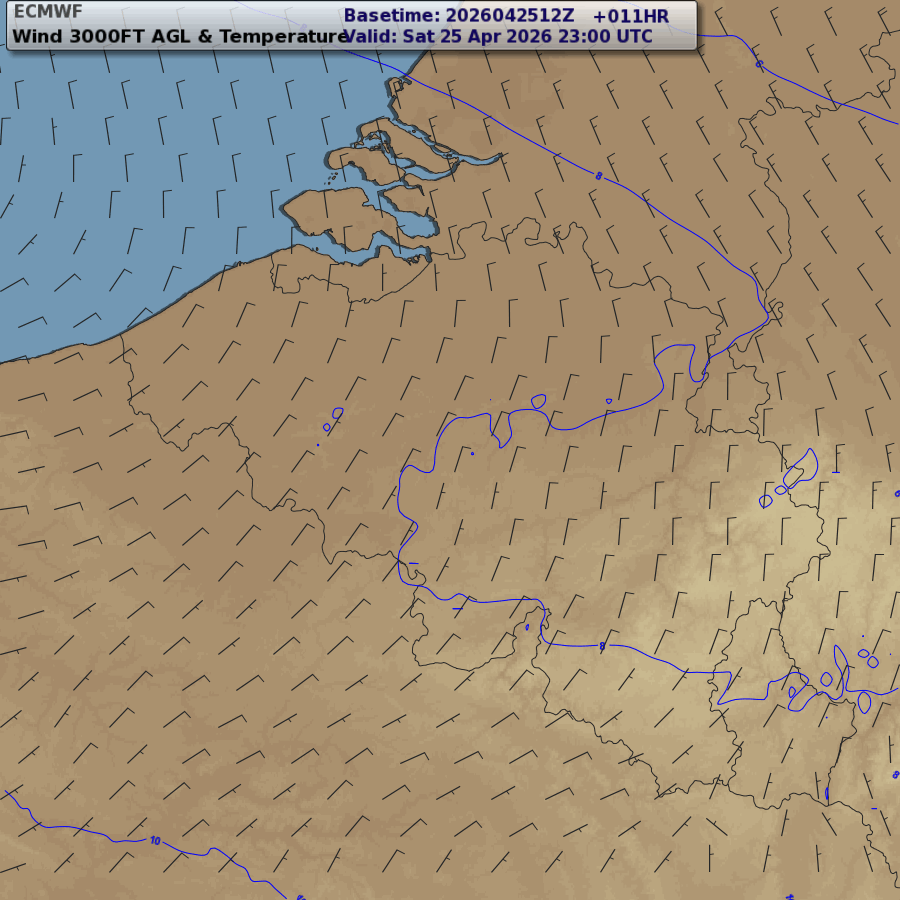 ECMWF
Basetime: 2026042512Z +011HR
Wind 3000FT AGL & Temperature
Valid: Sat 25 Apr 2026 23:00 UTC
8
8
10